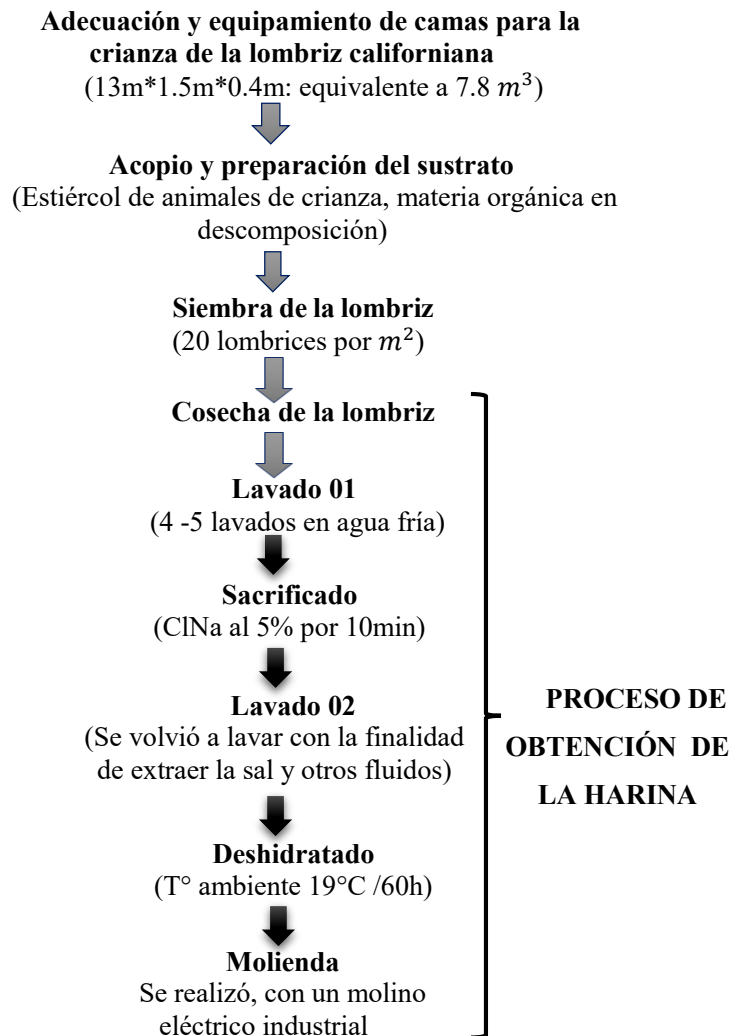 Adecuación y equipamiento de camas para la
crianza de la lombriz californiana
(13m*1.5m*0.4m: equivalente a 7.8 m³)
Acopio y preparación del sustrato
(Estiércol de animales de crianza, materia orgánica en
descomposición)
Siembra de la lombriz
(20 lombrices por m²)
Cosecha de la lombriz
Lavado 01
(4 -5 lavados en agua fría)
Sacrificado
(ClNa al 5% por 10min)
Lavado 02
(Se volvió a lavar con la finalidad
de extraer la sal y otros fluidos)
Deshidratado
(T° ambiente 19°C /60h)
Molienda
Se realizó, con un molino
eléctrico industrial
PROCESO DE
OBTENCIÓN DE
LA HARINA